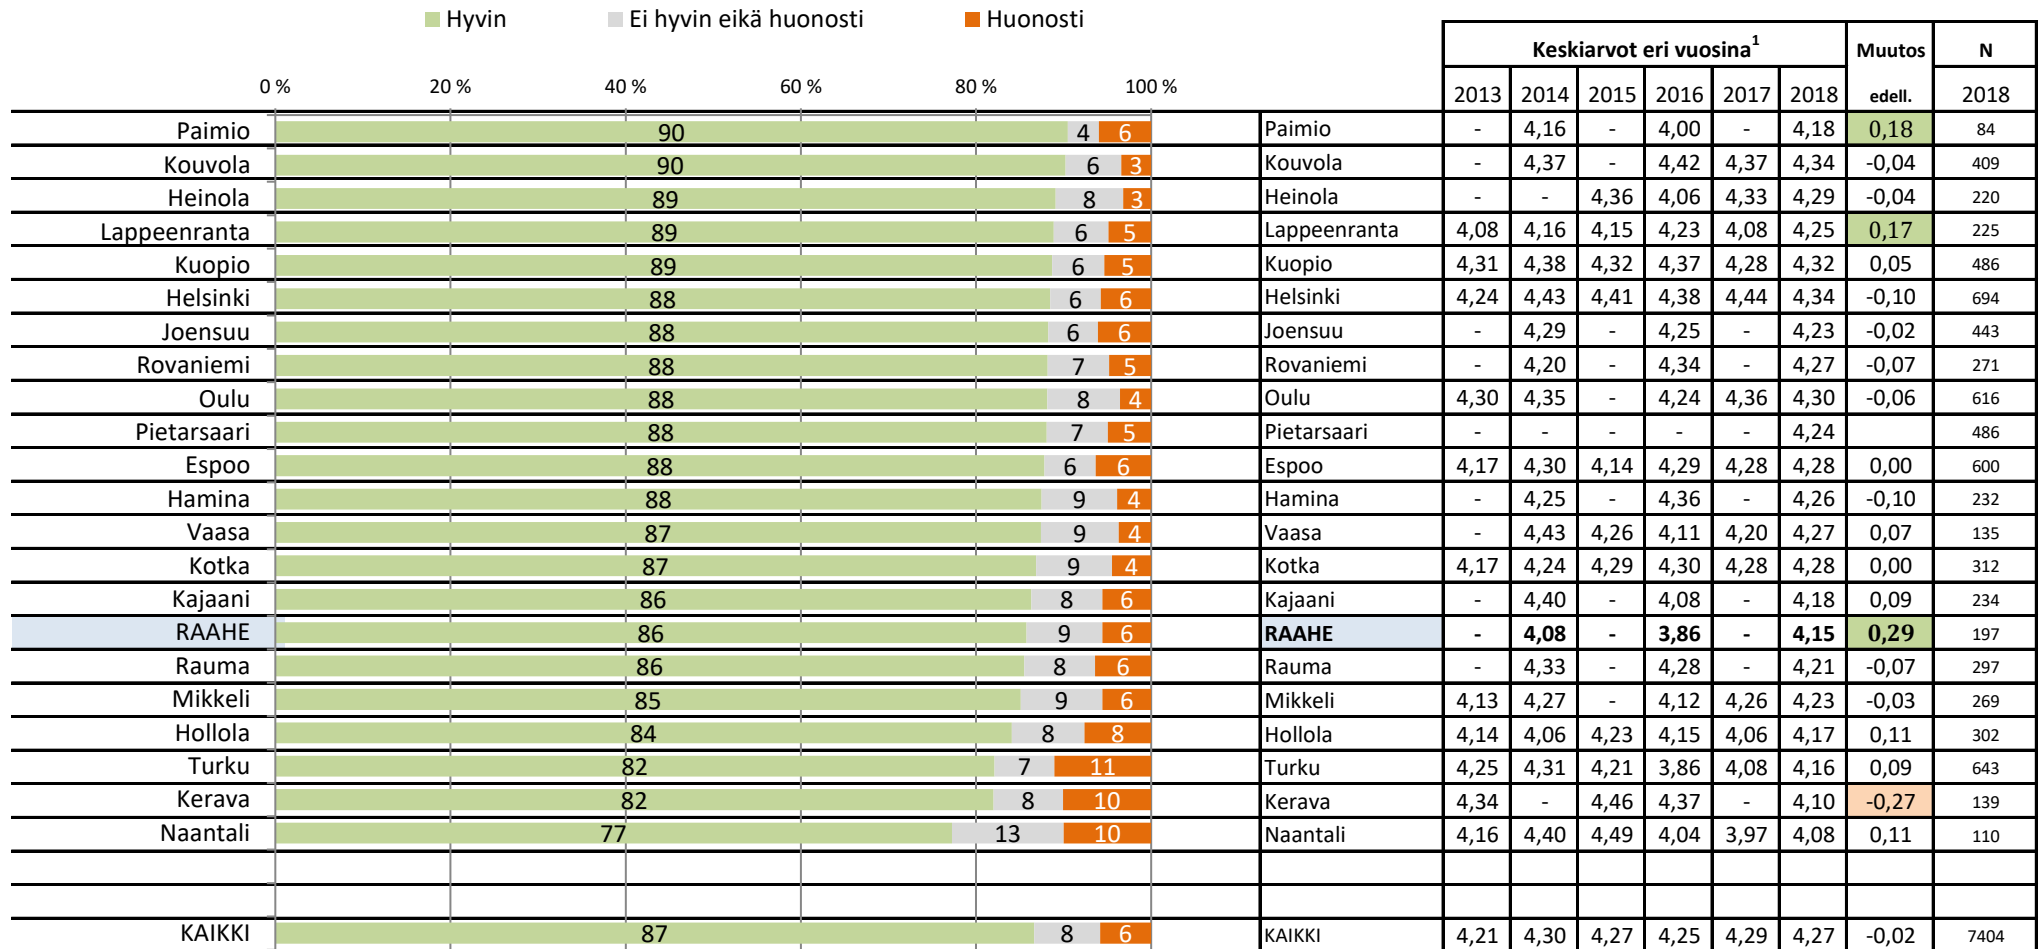 Hyvin Ei hyvin eikä huonosti Huonosti
Keskiarvot eri vuosina1 Muutos N
0 % 20 % 40 % 60 % 80 % 100 % 2013 2014 2015 2016 2017 2018 edell. 2018
Paimio 90 4 6 Paimio - 4,16 - 4,00 - 4,18 0,18 84
Kouvola 90 6 3 Kouvola - 4,37 - 4,42 4,37 4,34 -0,04 409
Heinola 89 8 3 Heinola - - 4,36 4,06 4,33 4,29 -0,04 220
Lappeenranta 89 6 5 Lappeenranta 4,08 4,16 4,15 4,23 4,08 4,25 0,17 225
Kuopio 89 6 5 Kuopio 4,31 4,38 4,32 4,37 4,28 4,32 0,05 486
Helsinki 88 6 6 Helsinki 4,24 4,43 4,41 4,38 4,44 4,34 -0,10 694
Joensuu 88 6 6 Joensuu - 4,29 - 4,25 - 4,23 -0,02 443
Rovaniemi 88 7 5 Rovaniemi - 4,20 - 4,34 - 4,27 -0,07 271
Oulu 88 8 4 Oulu 4,30 4,35 - 4,24 4,36 4,30 -0,06 616
Pietarsaari 88 7 5 Pietarsaari - - - - - 4,24 486
Espoo 88 6 6 Espoo 4,17 4,30 4,14 4,29 4,28 4,28 0,00 600
Hamina 88 9 4 Hamina - 4,25 - 4,36 - 4,26 -0,10 232
Vaasa 87 9 4 Vaasa - 4,43 4,26 4,11 4,20 4,27 0,07 135
Kotka 87 9 4 Kotka 4,17 4,24 4,29 4,30 4,28 4,28 0,00 312
Kajaani 86 8 6 Kajaani - 4,40 - 4,08 - 4,18 0,09 234
RAAHE 86 9 6 RAAHE - 4,08 - 3,86 - 4,15 0,29 197
Rauma 86 8 6 Rauma - 4,33 - 4,28 - 4,21 -0,07 297
Mikkeli 85 9 6 Mikkeli 4,13 4,27 - 4,12 4,26 4,23 -0,03 269
Hollola 84 8 8 Hollola 4,14 4,06 4,23 4,15 4,06 4,17 0,11 302
Turku 82 7 11 Turku 4,25 4,31 4,21 3,86 4,08 4,16 0,09 643
Kerava 82 8 10 Kerava 4,34 - 4,46 4,37 - 4,10 -0,27 139
Naantali 77 13 10 Naantali 4,16 4,40 4,49 4,04 3,97 4,08 0,11 110
KAIKKI 87 8 6 KAIKKI 4,21 4,30 4,27 4,25 4,29 4,27 -0,02 7404